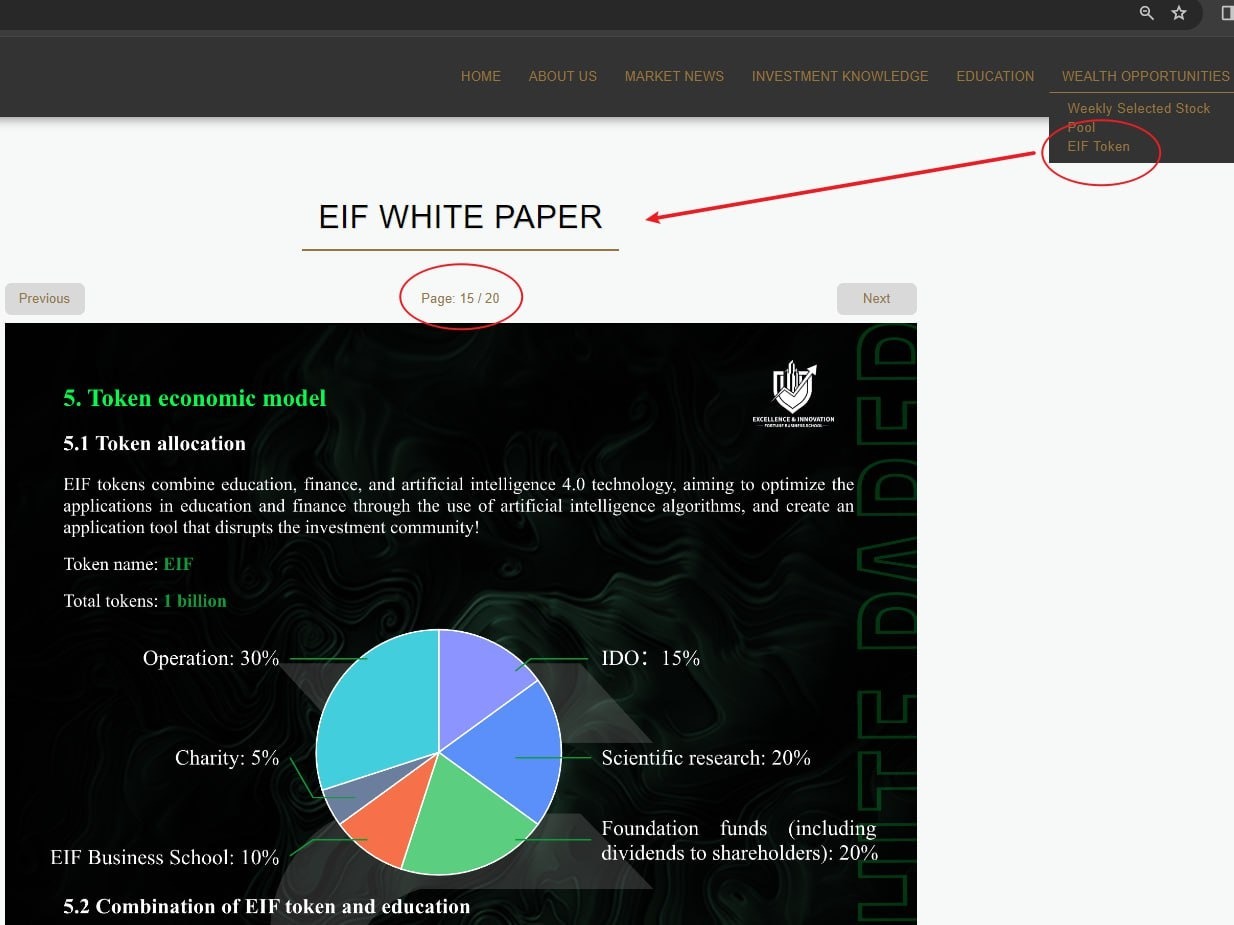 HOME ABOUT US MARKET NEWS INVESTMENT KNOWLEDGE EDUCATION WEALTH OPPORTUNITIES
Weekly Selected Stock
Pool
EIF Token
EIF WHITE PAPER
Previous Page: 15 / 20 Next
EXCELLENCE & INNOVATION
FORTUNE BUSINESS SCHOOL
5. Token economic model
5.1 Token allocation
EIF tokens combine education, finance, and artificial intelligence 4.0 technology, aiming to optimize the
applications in education and finance through the use of artificial intelligence algorithms, and create an
application tool that disrupts the investment community!
Token name: EIF
Total tokens: 1 billion
Operation: 30%
IDO：15%
Charity: 5%
Scientific research: 20%
Foundation funds (including
dividends to shareholders): 20%
EIF Business School: 10%
5.2 Combination of EIF token and education